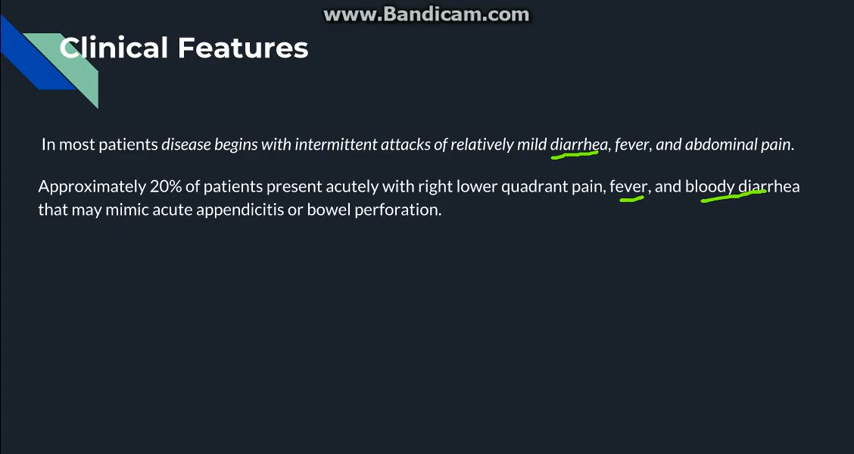 www.Bandicam.com
Clinical Features
In most patients disease begins with intermittent attacks of relatively mild diarrhea, fever, and abdominal pain.
Approximately 20% of patients present acutely with right lower quadrant pain, fever, and bloody diarrhea
that may mimic acute appendicitis or bowel perforation.